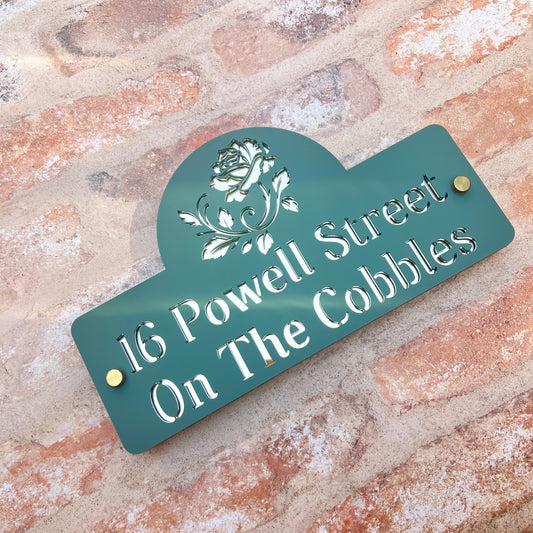 16 Powell Street
On The Cobbles